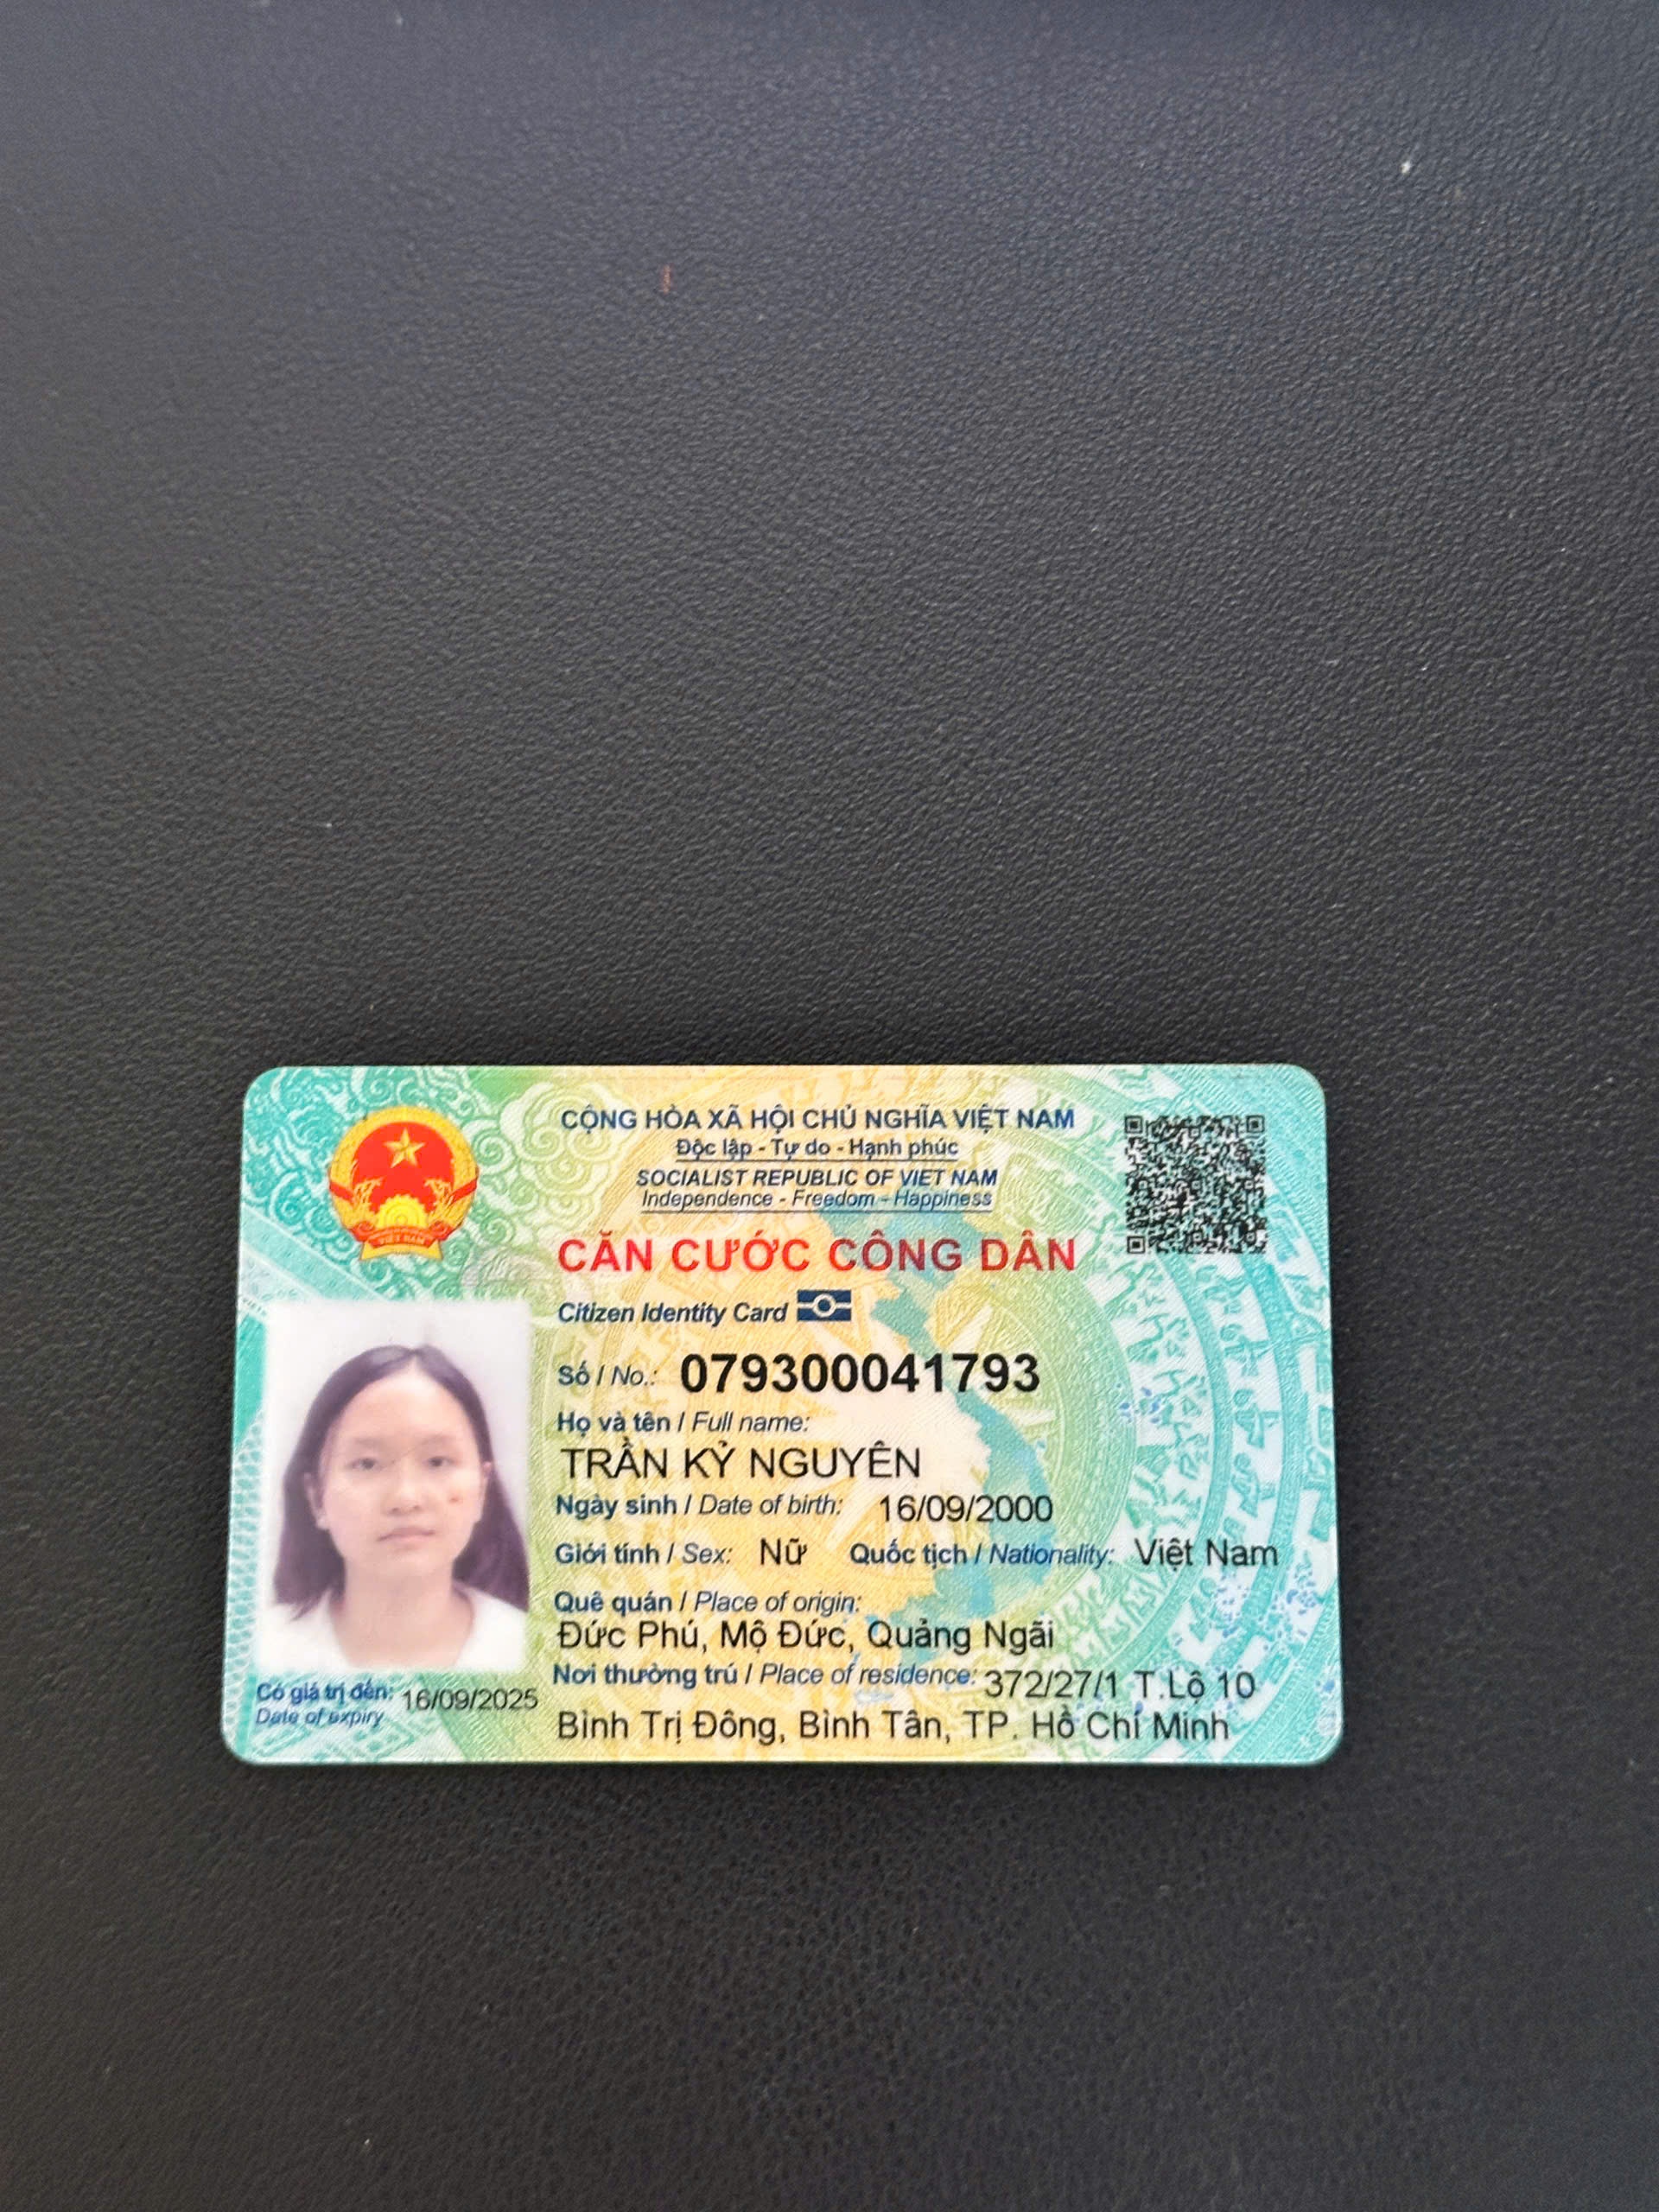 CỘNG HÒA XÃ HỘI CHỦ NGHĨA VIỆT NAM
Độc lập - Tự do - Hạnh phúc
SOCIALIST REPUBLIC OF VIET NAM
Independence - Freedom - Happiness
CĂN CƯỚC CÔNG DÂN
Citizen Identity Card
Số / No.: 079300041793
Họ và tên / Full name:
TRẦN KỶ NGUYÊN
Ngày sinh / Date of birth: 16/09/2000
Giới tính / Sex: Nữ Quốc tịch / Nationality: Việt Nam
Quê quán / Place of origin:
Đức Phú, Mộ Đức, Quảng Ngãi
Nơi thường trú / Place of residence: 372/27/1 T.Lộ 10
Bình Trị Đông, Bình Tân, TP. Hồ Chí Minh
Có giá trị đến: 16/09/2025
Date of expiry
VIỆT NAM